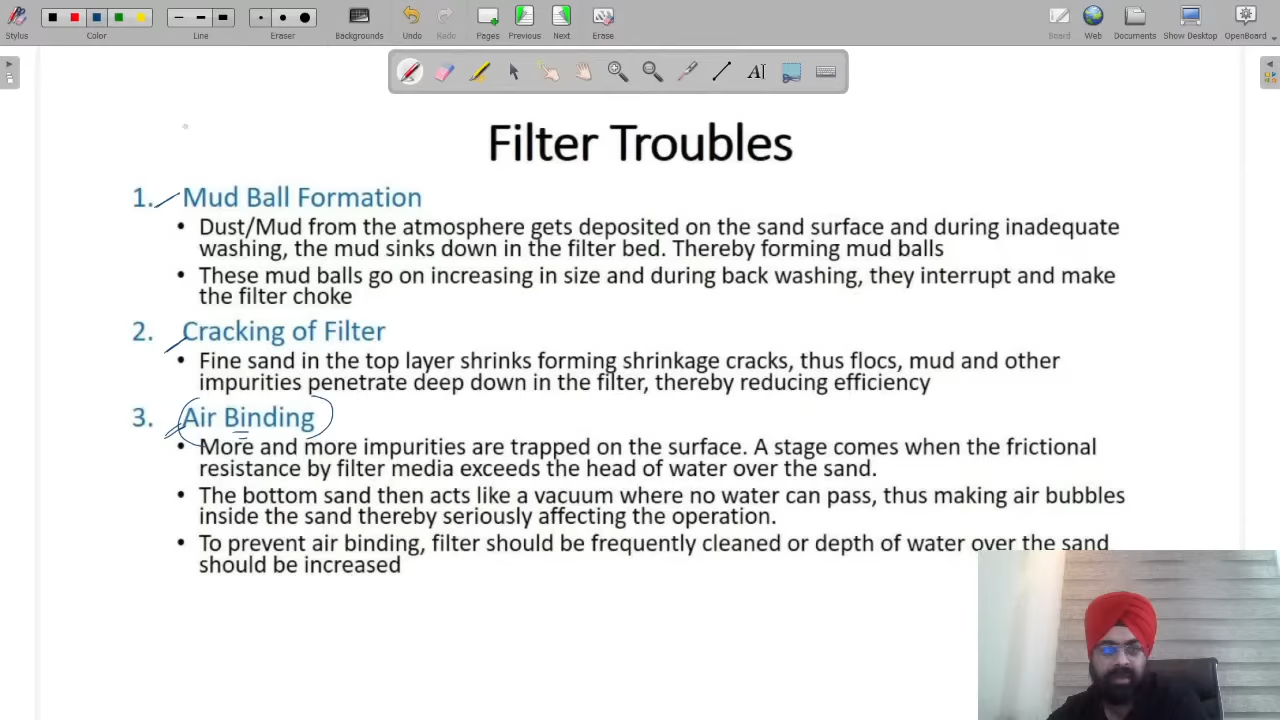 Stylus
Color
Line
Eraser
Backgrounds
Undo
Redo
Pages
Previous
Next
Erase
Board
Web
Documents
Show Desktop
OpenBoard
Filter Troubles
1. Mud Ball Formation
• Dust/Mud from the atmosphere gets deposited on the sand surface and during inadequate
washing, the mud sinks down in the filter bed. Thereby forming mud balls
• These mud balls go on increasing in size and during back washing, they interrupt and make
the filter choke
2. Cracking of Filter
• Fine sand in the top layer shrinks forming shrinkage cracks, thus flocs, mud and other
impurities penetrate deep down in the filter, thereby reducing efficiency
3. Air Binding
• More and more impurities are trapped on the surface. A stage comes when the frictional
resistance by filter media exceeds the head of water over the sand.
• The bottom sand then acts like a vacuum where no water can pass, thus making air bubbles
inside the sand thereby seriously affecting the operation.
• To prevent air binding, filter should be frequently cleaned or depth of water over the sand
should be increased